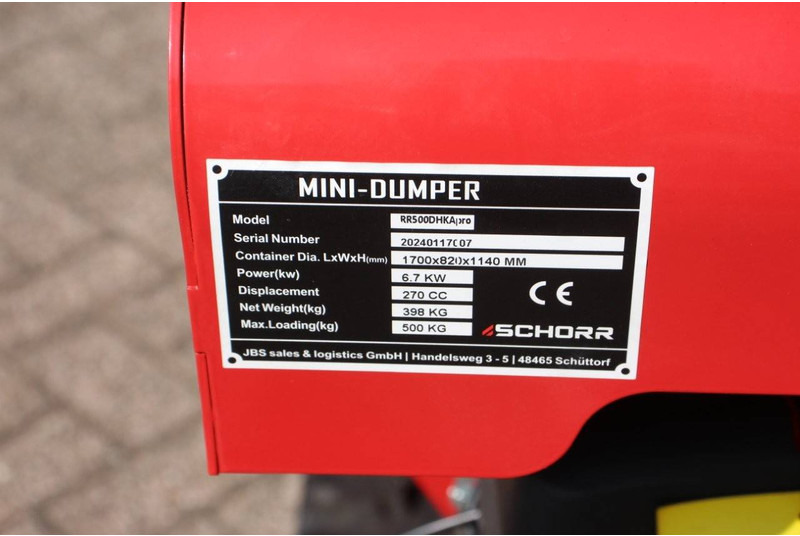 MINI-DUMPER
Model RR500DHKApro
Serial Number 20240117007
Container Dia. LxWxH(mm) 1700x820x1140 MM
Power(kw) 6.7 KW
Displacement 270 CC
Net Weight(kg) 398 KG
Max.Loading(kg) 500 KG
CE
SCHORR
JBS sales & logistics GmbH | Handelsweg 3 - 5 | 48465 Schüttorf